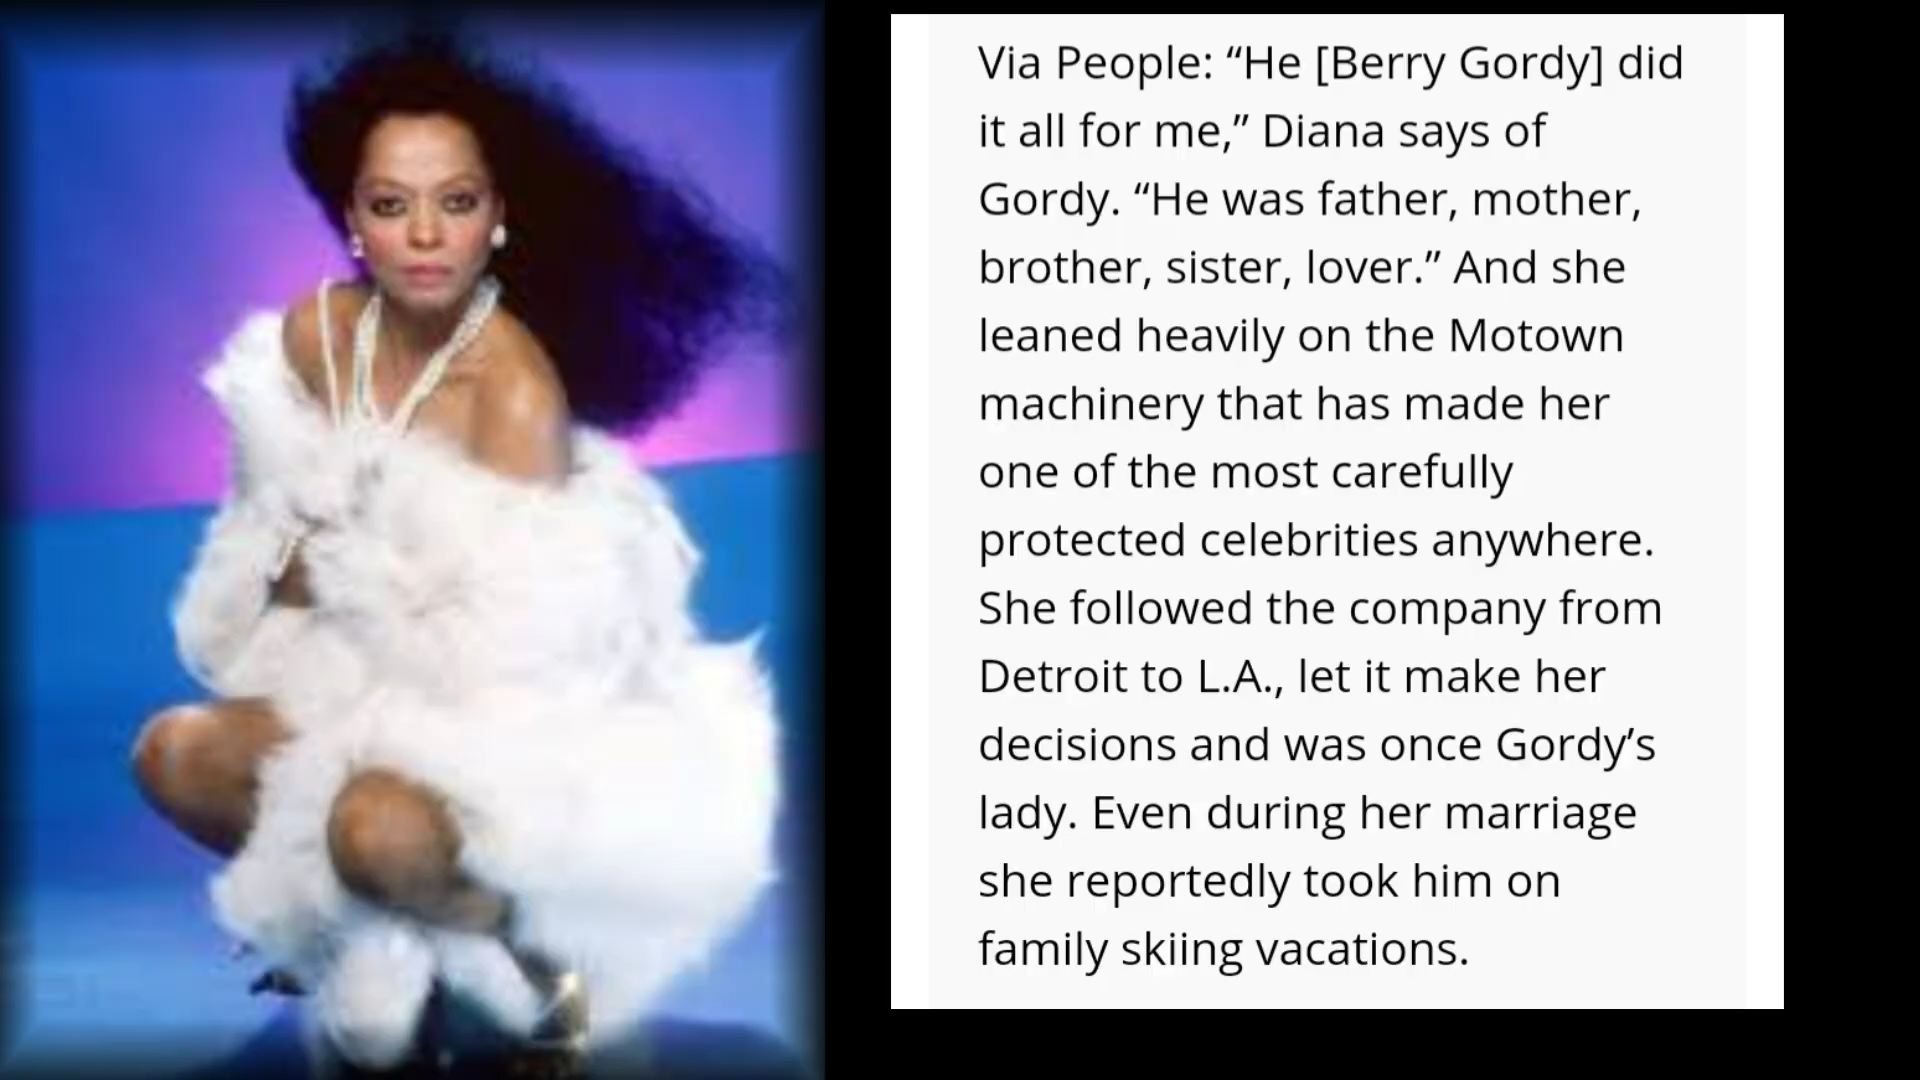 Via People: “He [Berry Gordy] did
it all for me,” Diana says of
Gordy. “He was father, mother,
brother, sister, lover.” And she
leaned heavily on the Motown
machinery that has made her
one of the most carefully
protected celebrities anywhere.
She followed the company from
Detroit to L.A., let it make her
decisions and was once Gordy’s
lady. Even during her marriage
she reportedly took him on
family skiing vacations.